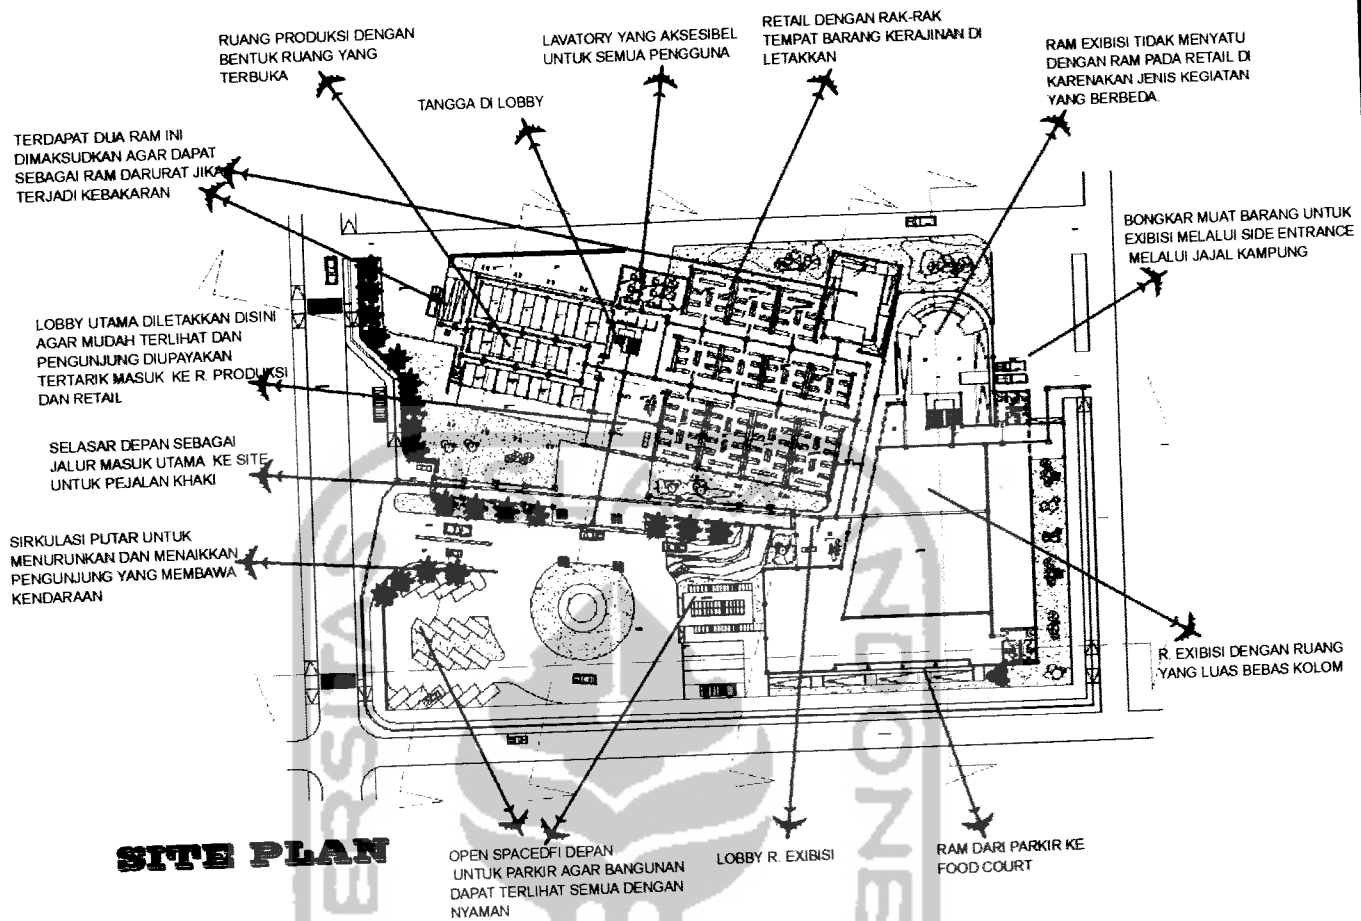 RUANG PRODUKSI DENGAN
BENTUK RUANG YANG
TERBUKA
LAVATORY YANG AKSESIBEL
UNTUK SEMUA PENGGUNA
RETAIL DENGAN RAK-RAK
TEMPAT BARANG KERAJINAN DI
LETAKKAN
RAM EXIBISI TIDAK MENYATU
DENGAN RAM PADA RETAIL DI
KARENAKAN JENIS KEGIATAN
YANG BERBEDA.
TANGGA DI LOBBY
TERDAPAT DUA RAM INI
DIMAKSUDKAN AGAR DAPAT
SEBAGAI RAM DARURAT JIKA
TERJADI KEBAKARAN
BONGKAR MUAT BARANG UNTUK
EXIBISI MELALUI SIDE ENTRANCE
MELALUI JAJAL KAMPUNG
LOBBY UTAMA DILETAKKAN DISINI
AGAR MUDAH TERLIHAT DAN
PENGUNJUNG DIUPAYAKAN
TERTARIK MASUK KE R. PRODUKSI
DAN RETAIL
SELASAR DEPAN SEBAGAI
JALUR MASUK UTAMA KE SITE
UNTUK PEJALAN KHAKI
SIRKULASI PUTAR UNTUK
MENURUNKAN DAN MENAIKKAN
PENGUNJUNG YANG MEMBAWA
KENDARAAN
R. EXIBISI DENGAN RUANG
YANG LUAS BEBAS KOLOM
SITE PLAN
OPEN SPACEDFI DEPAN
UNTUK PARKIR AGAR BANGUNAN
DAPAT TERLIHAT SEMUA DENGAN
NYAMAN
LOBBY R. EXIBISI
RAM DARI PARKIR KE
FOOD COURT